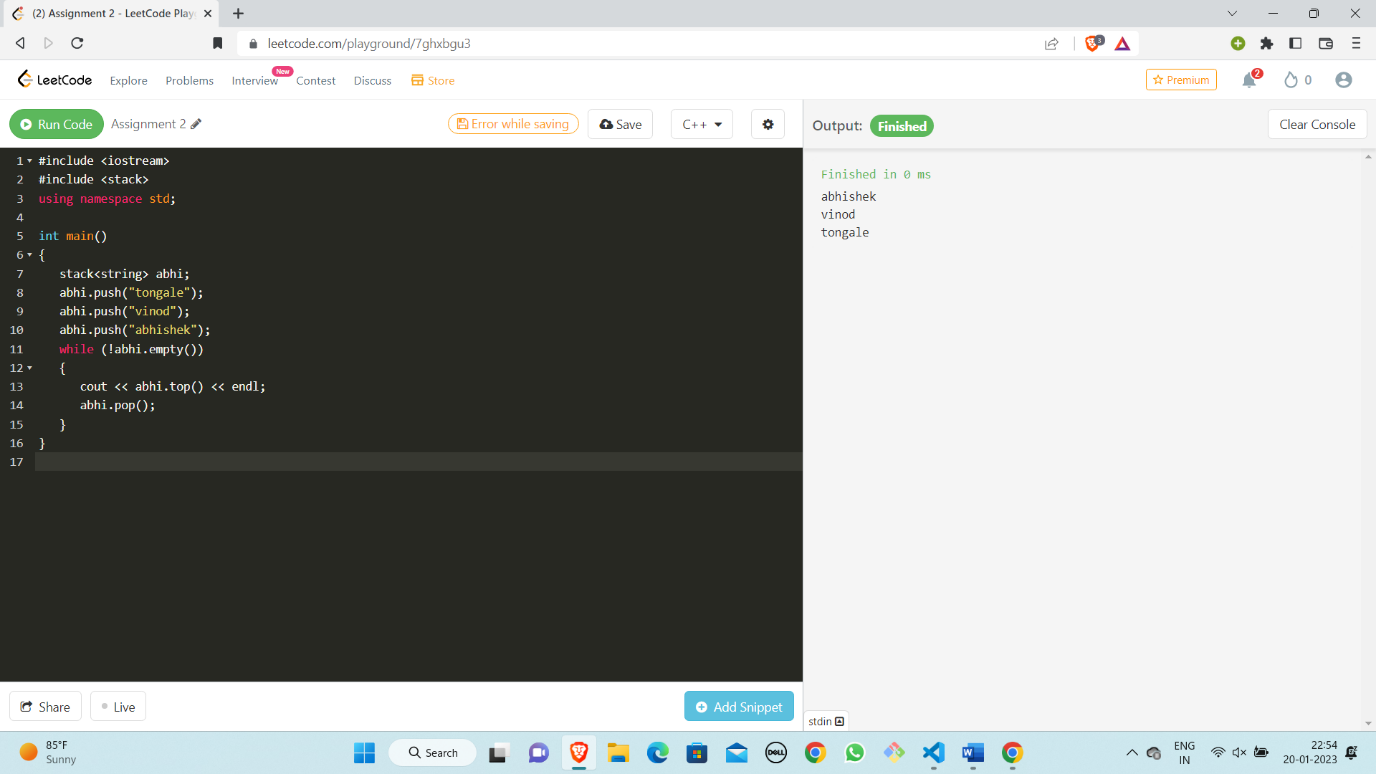 (2) Assignment 2 - LeetCode Play
leetcode.com/playground/7ghxbgu3
3
LeetCode Explore Problems Interview New Contest Discuss Store
Premium 2 0
Run Code Assignment 2 Error while saving Save C++
Output: Finished Clear Console
1 #include <iostream>
2 #include <stack>
3 using namespace std;
4
5 int main()
6 {
7 stack<string> abhi;
8 abhi.push("tongale");
9 abhi.push("vinod");
10 abhi.push("abhishek");
11 while (!abhi.empty())
12 {
13 cout << abhi.top() << endl;
14 abhi.pop();
15 }
16 }
17
Finished in 0 ms
abhishek
vinod
tongale
Share Live Add Snippet
stdin
85°F
Sunny
Search
DELL
ENG
IN
22:54
20-01-2023